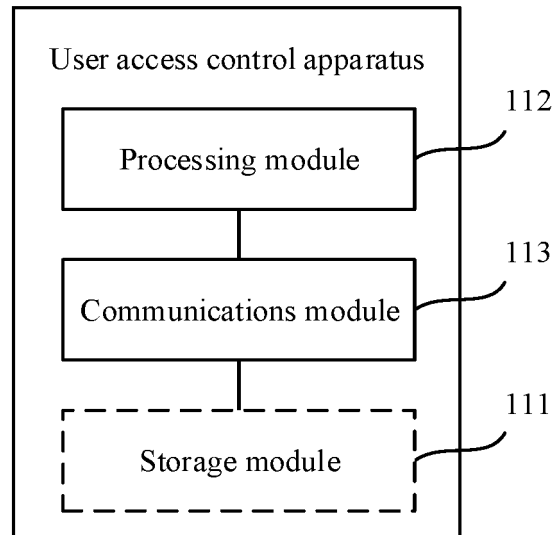 User access control apparatus
112
Processing module
113
Communications module
111
Storage module